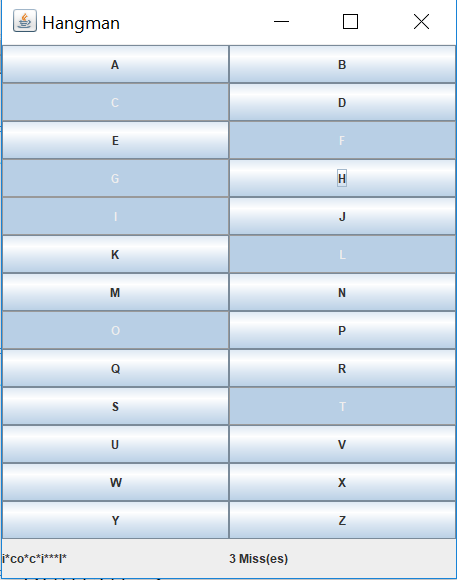 Hangman
A B
C D
E F
G H
I J
K L
M N
O P
Q R
S T
U V
W X
Y Z
i*co*c*i***l* 3 Miss(es)